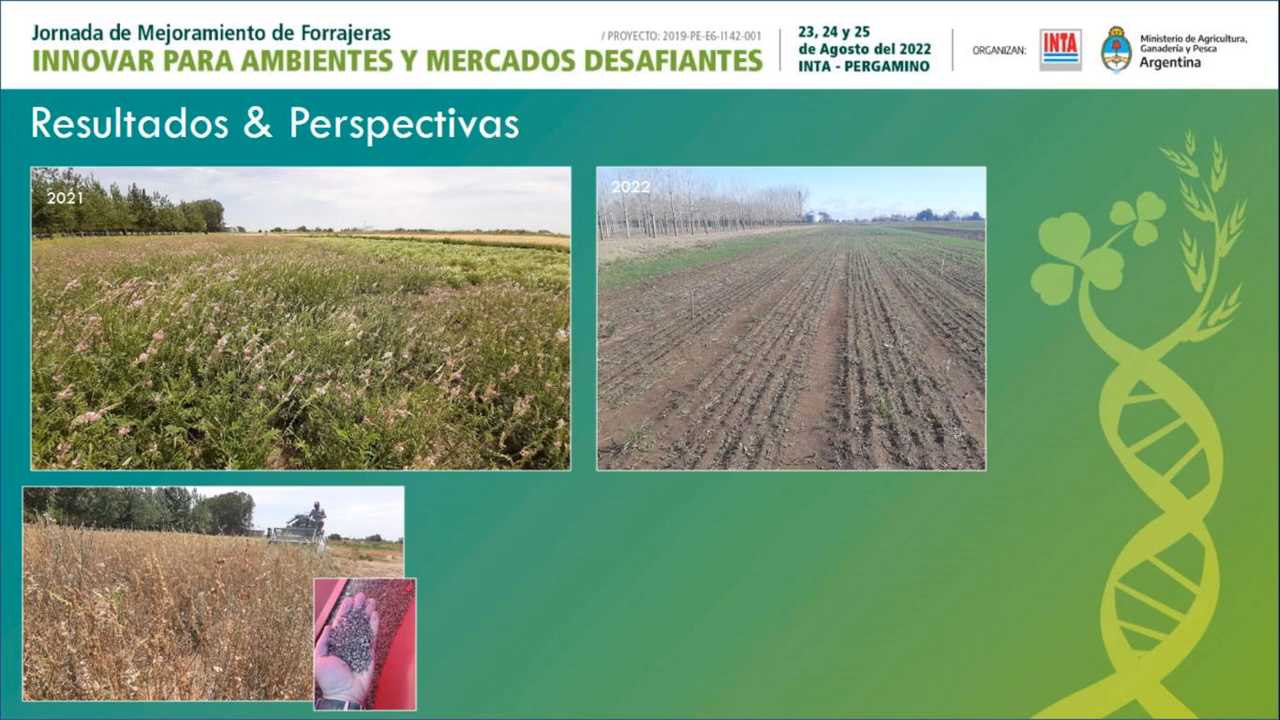 Jornada de Mejoramiento de Forrajeras
/ PROYECTO: 2019-PE-E6-I142-001
INNOVAR PARA AMBIENTES Y MERCADOS DESAFIANTES
23, 24 y 25
de Agosto del 2022
INTA - PERGAMINO
ORGANIZAN:
INTA
Ministerio de Agricultura,
Ganadería y Pesca
Argentina
Resultados & Perspectivas
2021
2022